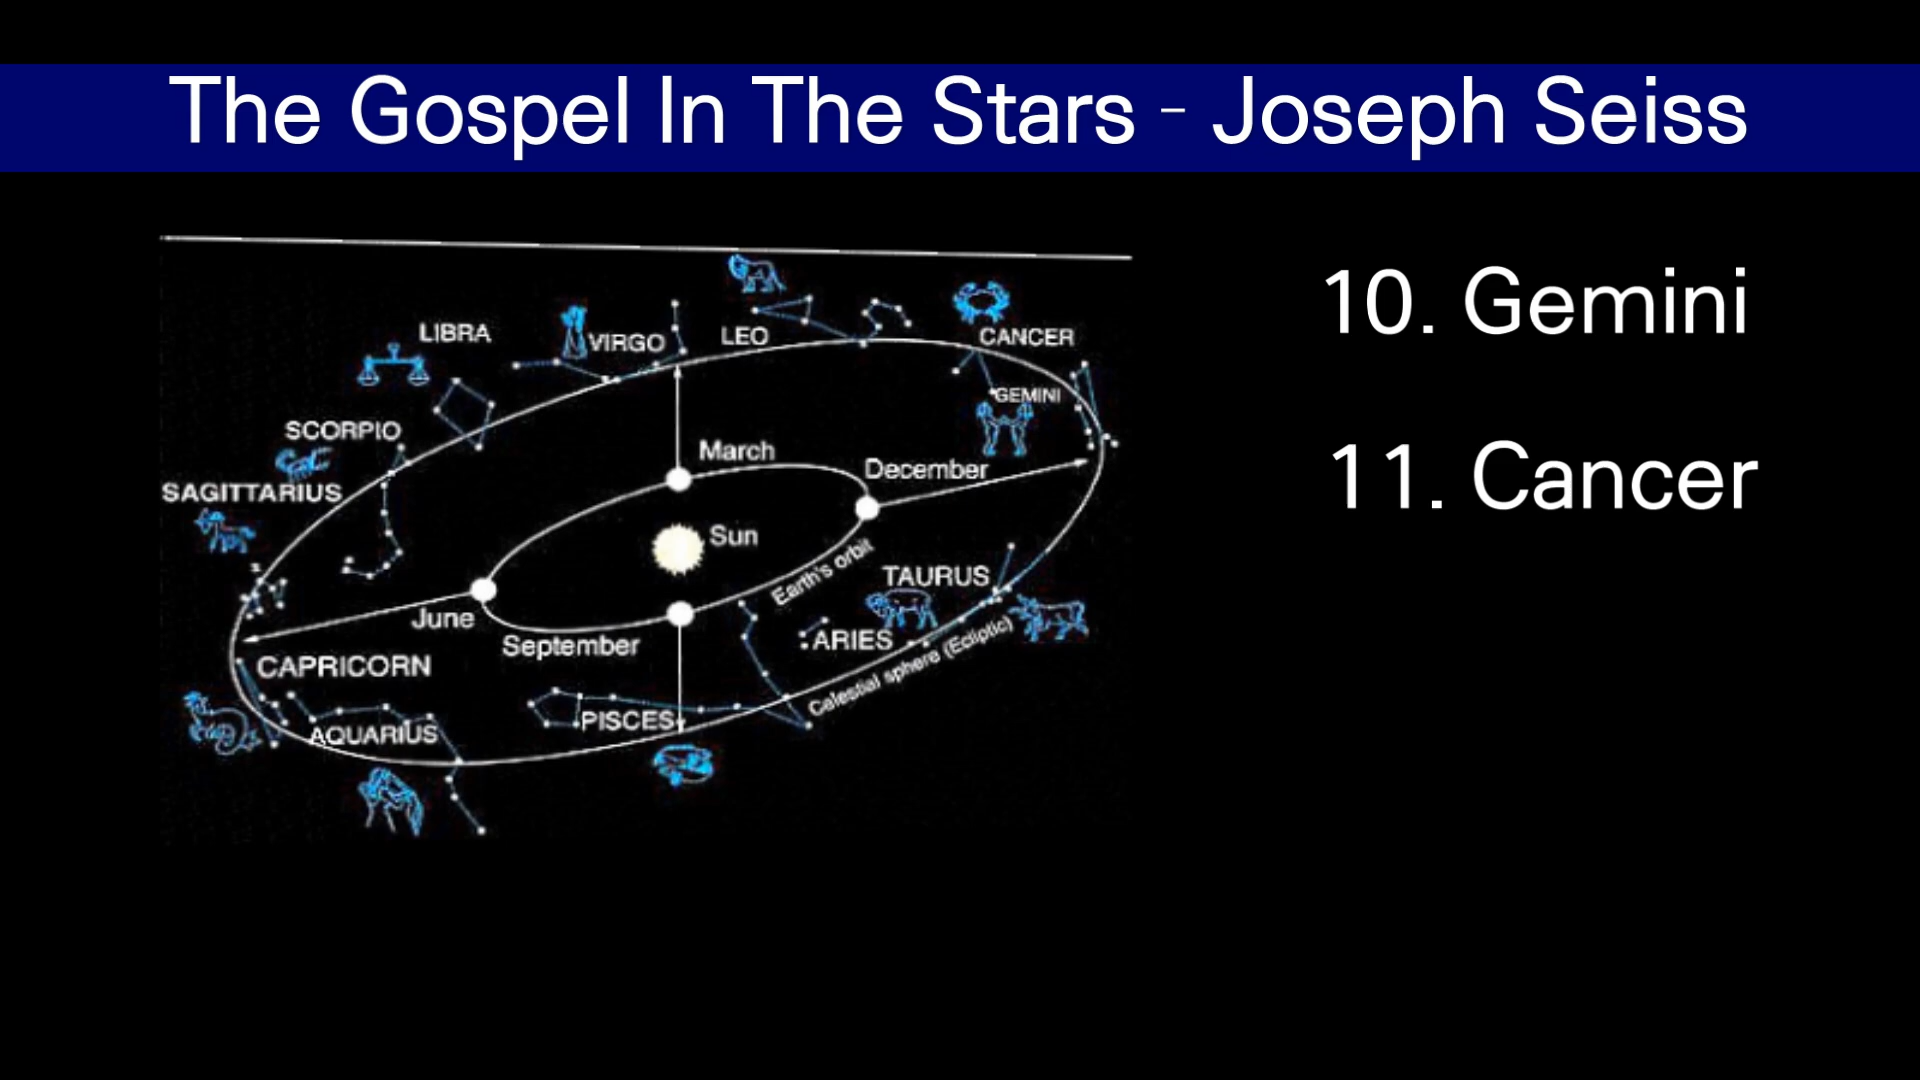 The Gospel In The Stars - Joseph Seiss
10. Gemini
11. Cancer
LIBRA
VIRGO
LEO
CANCER
GEMINI
SCORPIO
SAGITTARIUS
March
December
Sun
Earth's orbit
TAURUS
June
September
ARIES
CAPRICORN
Celestial sphere (Ecliptic)
PISCES
AQUARIUS